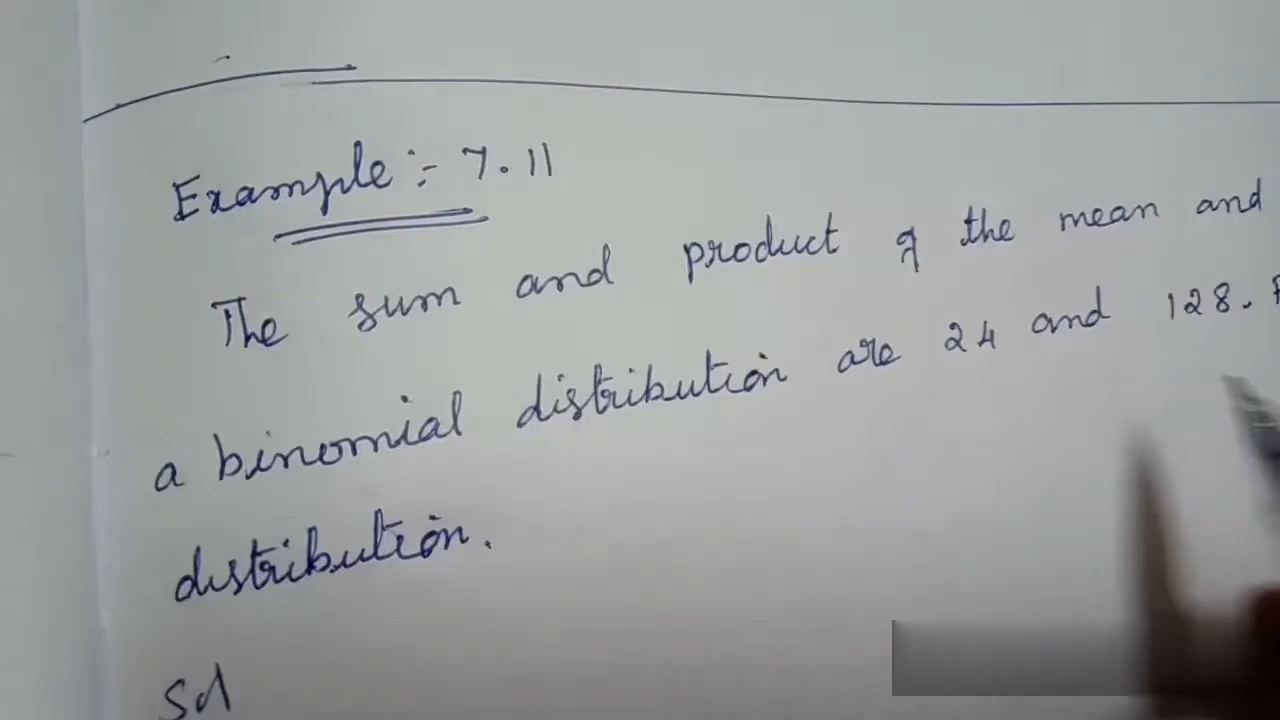 Example:- 7.11
The sum and product of the mean and
a binomial distribution are 24 and 128.
distribution.
Sol